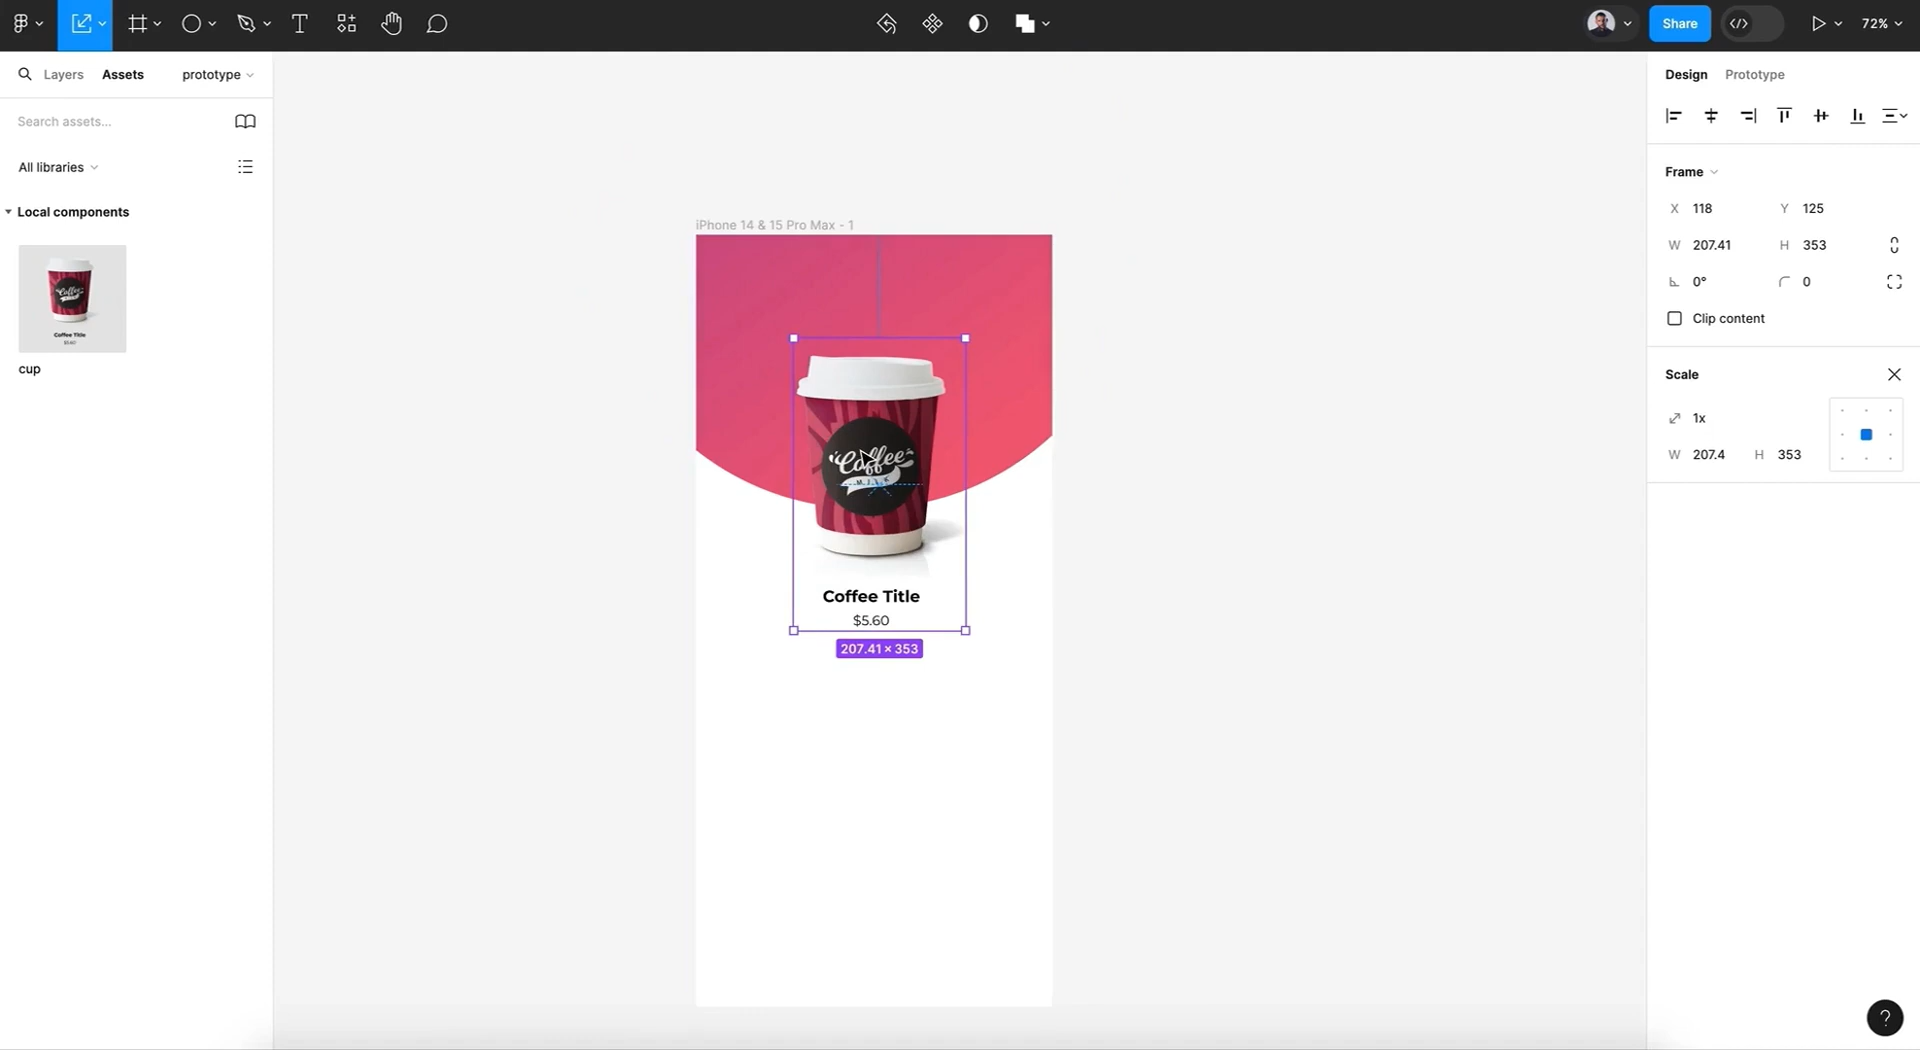 Share
72%
Layers
Assets
prototype
Search assets...
All libraries
Local components
Coffee Title
$5.60
cup
iPhone 14 & 15 Pro Max - 1
Coffee
MILK
Coffee Title
$5.60
207.41 × 353
Design
Prototype
Frame
X 118 Y 125
W 207.41 H 353
0° 0
Clip content
Scale
1x
W 207.4 H 353
?